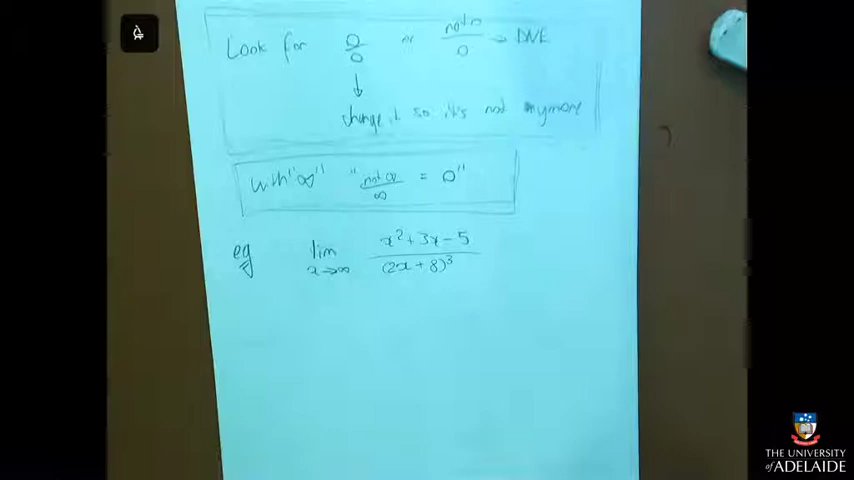 Look for 0/0 or not 0/0 → DNE
↓
change it so it's not anymore
with "∞" "not ∞/∞ = 0"
eg lim x→∞ x²+3x-5/(2x+8)³
THE UNIVERSITY
of ADELAIDE